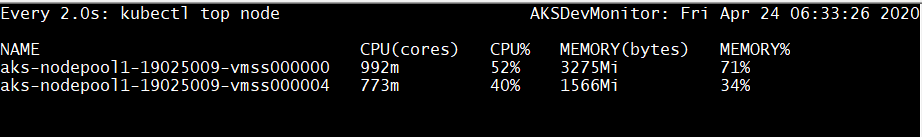 Every 2.0s: kubectl top node AKSDevMonitor: Fri Apr 24 06:33:26 2020
NAME CPU(cores) CPU% MEMORY(bytes) MEMORY%
aks-nodepool1-19025009-vmss000000 992m 52% 3275Mi 71%
aks-nodepool1-19025009-vmss000004 773m 40% 1566Mi 34%